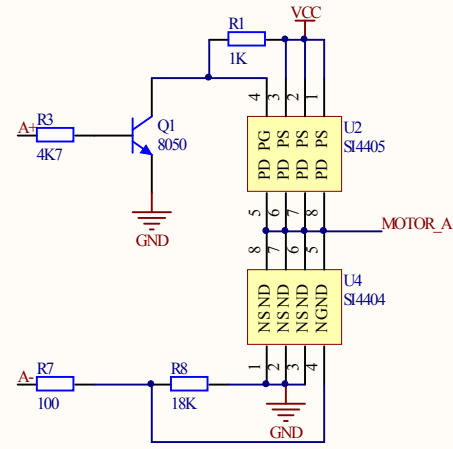 VCC
R1
1K
4 3 2 1
A+
R3
4K7
Q1
8050
PG PS PS PS
PD PD PD PD
U2
SI4405
GND
5 6 7 8
MOTOR_A
8 7 6 5
ND ND ND ND
NS NS NS NG
U4
SI4404
1 2 3 4
A-
R7
100
R8
18K
GND